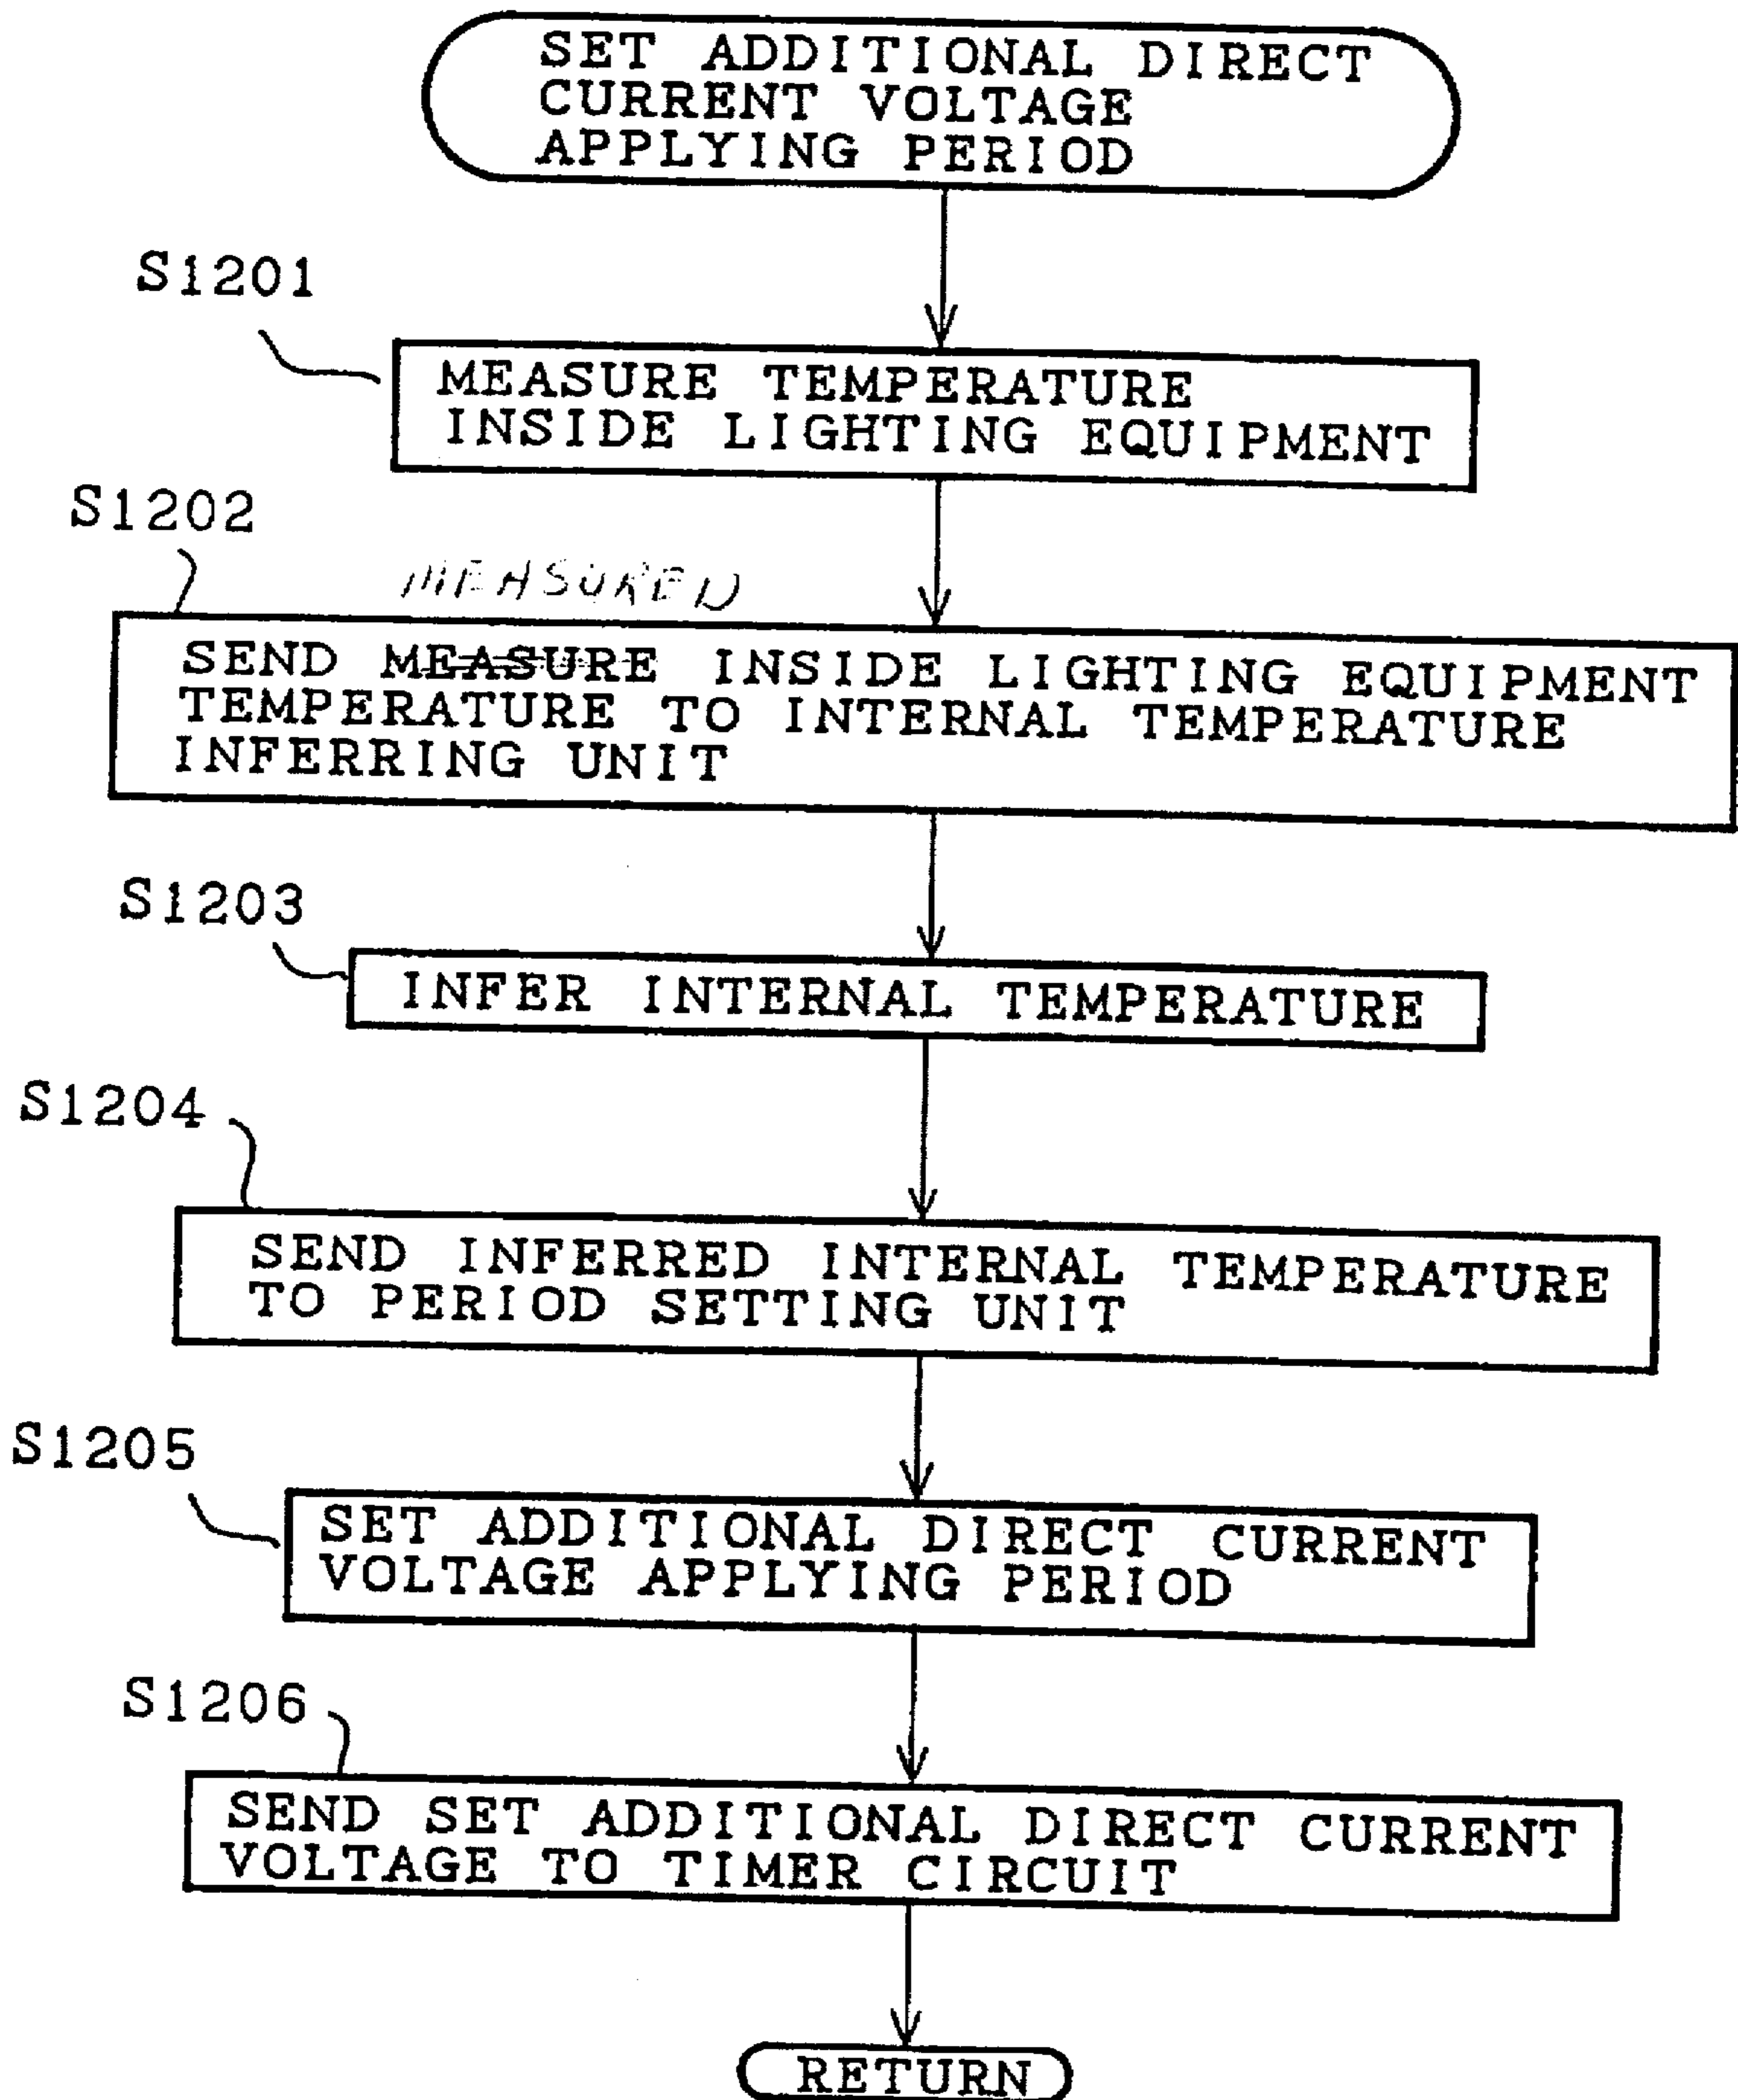 SET ADDITIONAL DIRECT
CURRENT VOLTAGE
APPLYING PERIOD
S1201
MEASURE TEMPERATURE
INSIDE LIGHTING EQUIPMENT
S1202
MEASURED
SEND MEASURE INSIDE LIGHTING EQUIPMENT
TEMPERATURE TO INTERNAL TEMPERATURE
INFERRING UNIT
S1203
INFER INTERNAL TEMPERATURE
S1204
SEND INFERRED INTERNAL TEMPERATURE
TO PERIOD SETTING UNIT
S1205
SET ADDITIONAL DIRECT CURRENT
VOLTAGE APPLYING PERIOD
S1206
SEND SET ADDITIONAL DIRECT CURRENT
VOLTAGE TO TIMER CIRCUIT
RETURN